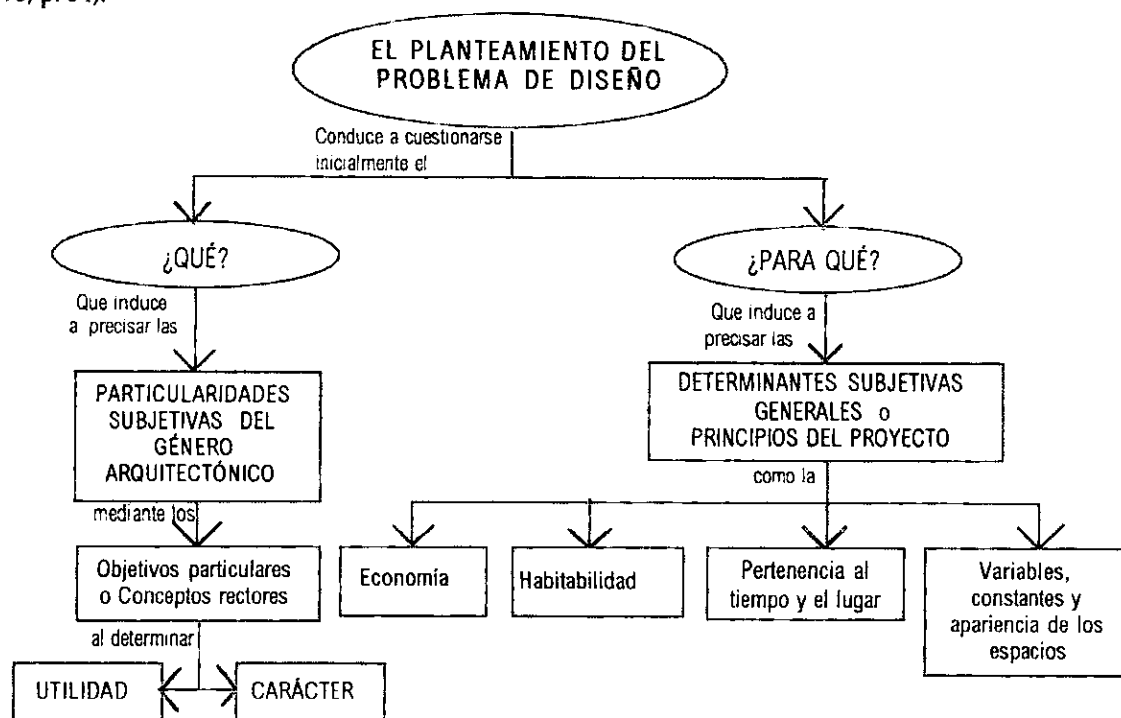 EL PLANTEAMIENTO DEL
PROBLEMA DE DISEÑO
Conduce a cuestionarse
inicialmente el
¿QUÉ?
Que induce
a precisar las
PARTICULARIDADES
SUBJETIVAS DEL
GÉNERO
ARQUITECTÓNICO
mediante los
Objetivos particulares
o Conceptos rectores
al determinar
UTILIDAD
CARÁCTER
¿PARA QUÉ?
Que induce a
precisar las
DETERMINANTES SUBJETIVAS
GENERALES o
PRINCIPIOS DEL PROYECTO
como la
Economía
Habitabilidad
Pertenencia al
tiempo y el lugar
Variables,
constantes y
apariencia de los
espacios